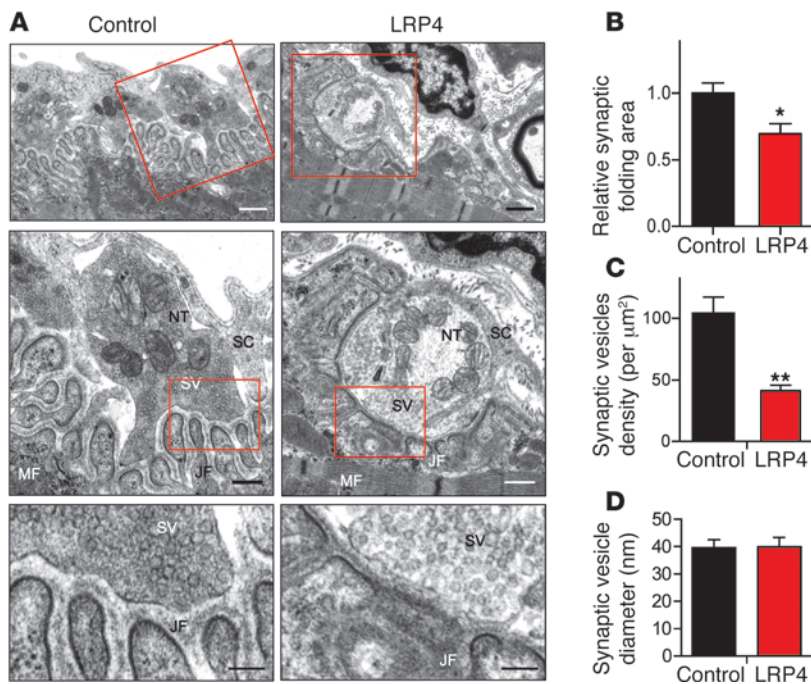 A
Control
LRP4
NT
SC
SV
MF
JF
NT
SC
SV
JF
MF
SV
JF
SV
JF
B
Relative synaptic
folding area
1.0
0.5
0.0
*
Control
LRP4
C
Synaptic vesicles
density (per μm²)
100
50
0
**
Control
LRP4
D
Synaptic vesicle
diameter (nm)
50
40
30
20
10
0
Control
LRP4